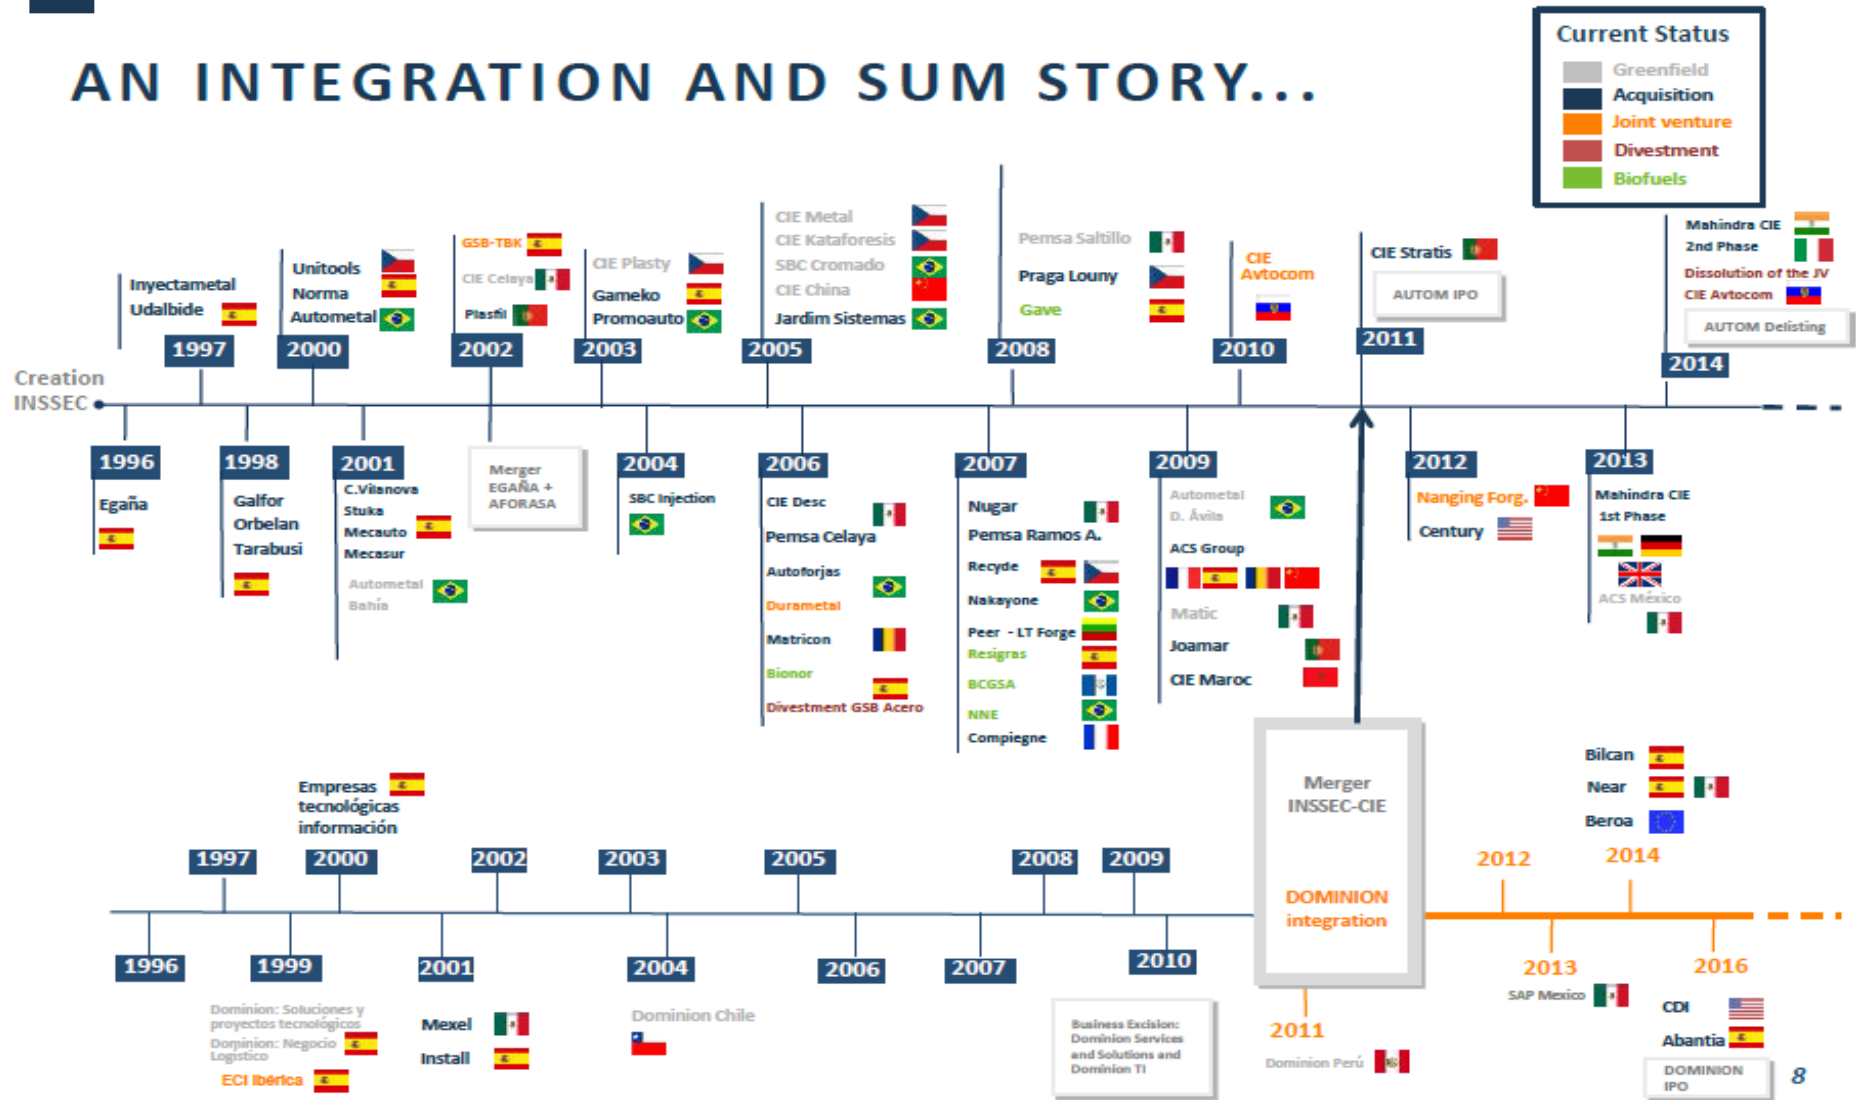 AN INTEGRATION AND SUM STORY...
Current Status
Greenfield
Acquisition
Joint venture
Divestment
Biofuels
Inyectametal
Udalbide
1997
Unitools
Norma
Autometal
2000
GSB-TBK
CIE Celaya
Plasfil
2002
CIE Plasty
Gameko
Promoauto
2003
CIE Metal
CIE Kataforesis
SBC Cromado
CIE China
Jardim Sistemas
2005
Pemsa Saltillo
Praga Louny
Gave
2008
CIE
Avtocom
2010
CIE Stratis
AUTOM IPO
2011
Mahindra CIE
2nd Phase
Dissolution of the JV
CIE Avtocom
AUTOM Delisting
2014
Creation
INSSEC
1996
Egaña
1998
Galfor
Orbelan
Tarabusi
2001
C.Vilanova
Stuka
Mecauto
Mecasur
Autometal
Bahía
Merger
EGAÑA +
AFORASA
2004
SBC Injection
2006
CIE Desc
Pemsa Celaya
Autoforjas
Durametal
Matricon
Bionor
Divestment GSB Acero
2007
Nugar
Pemsa Ramos A.
Recyde
Nakayone
Peer - LT Forge
Resigras
BCGSA
NNE
Compiegne
2009
Autometal
D. Ávila
ACS Group
Matic
Joamar
CIE Maroc
2012
Nanging Forg.
Century
2013
Mahindra CIE
1st Phase
ACS México
Merger
INSSEC-CIE
DOMINION
integration
Empresas
tecnológicas
información
1997
2000
2002
2003
2005
2008
2009
Bilcan
Near
Beroa
2012
2014
1996
1999
Dominion: Soluciones y
proyectos tecnológicos
Dominion: Negocio
Logístico
ECI Ibérica
2001
Mexel
Install
2004
Dominion Chile
2006
2007
2010
Business Excision:
Dominion Services
and Solutions and
Dominion TI
2011
Dominion Perú
2013
SAP Mexico
2016
CDI
Abantia
DOMINION
IPO
8